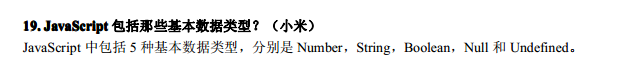 19. JavaScript 包括那些基本数据类型？（小米）
JavaScript 中包括 5 种基本数据类型，分别是 Number，String，Boolean，Null 和 Undefined。